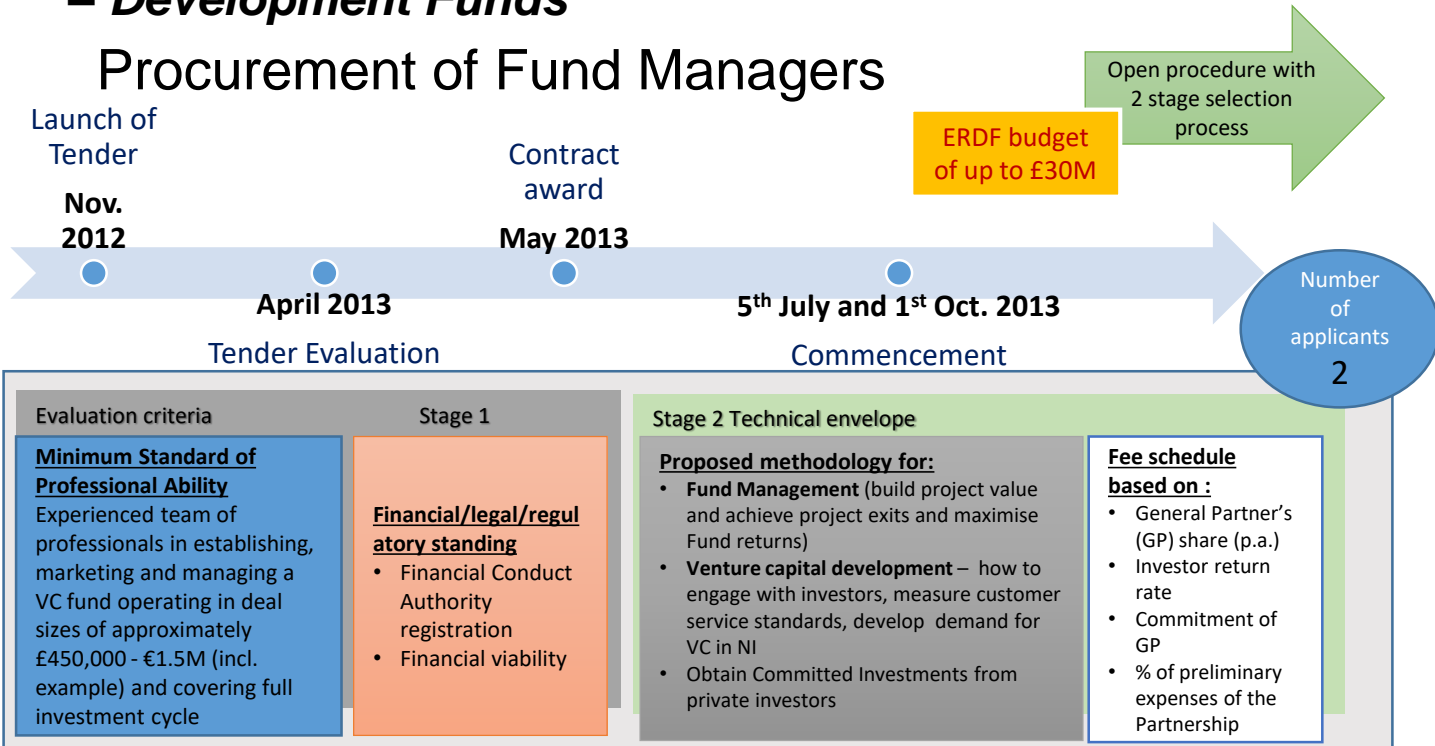 – Development Funds
Procurement of Fund Managers
Open procedure with
2 stage selection
process
ERDF budget
of up to £30M
Launch of
Tender
Nov.
2012
Contract
award
May 2013
April 2013
Tender Evaluation
5th July and 1st Oct. 2013
Commencement
Number
of
applicants
2
Evaluation criteria
Stage 1
Minimum Standard of
Professional Ability
Experienced team of
professionals in establishing,
marketing and managing a
VC fund operating in deal
sizes of approximately
£450,000 - €1.5M (incl.
example) and covering full
investment cycle
Financial/legal/regul
atory standing
• Financial Conduct
Authority
registration
• Financial viability
Stage 2 Technical envelope
Proposed methodology for:
• Fund Management (build project value
and achieve project exits and maximise
Fund returns)
• Venture capital development – how to
engage with investors, measure customer
service standards, develop demand for
VC in NI
• Obtain Committed Investments from
private investors
Fee schedule
based on :
• General Partner's
(GP) share (p.a.)
• Investor return
rate
• Commitment of
GP
• % of preliminary
expenses of the
Partnership